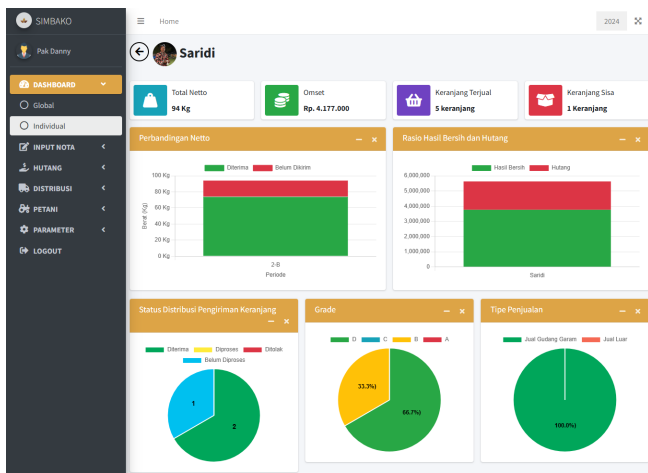 SIMBAKO
Home
2024
Pak Danny
Saridi
DASHBOARD
Global
Individual
INPUT NOTA
HUTANG
DISTRIBUSI
PETANI
PARAMETER
LOGOUT
Total Netto
94 Kg
Omset
Rp. 4.177.000
Keranjang Terjual
5 keranjang
Keranjang Sisa
1 Keranjang
Perbandingan Netto
Diterima Belum Dikirim
100 Kg
80 Kg
60 Kg
40 Kg
20 Kg
0 Kg
Berat (Kg)
2-B
Periode
Rasio Hasil Bersih dan Hutang
Hasil Bersih Hutang
6,000,000
5,000,000
4,000,000
3,000,000
2,000,000
1,000,000
0
Saridi
Status Distribusi Pengiriman Keranjang
Diterima Diproses Ditolak
Belum Diproses
1
2
Grade
D C B A
33.3%)
66.7%)
Tipe Penjualan
Jual Gudang Garam Jual Luar
100.0%)